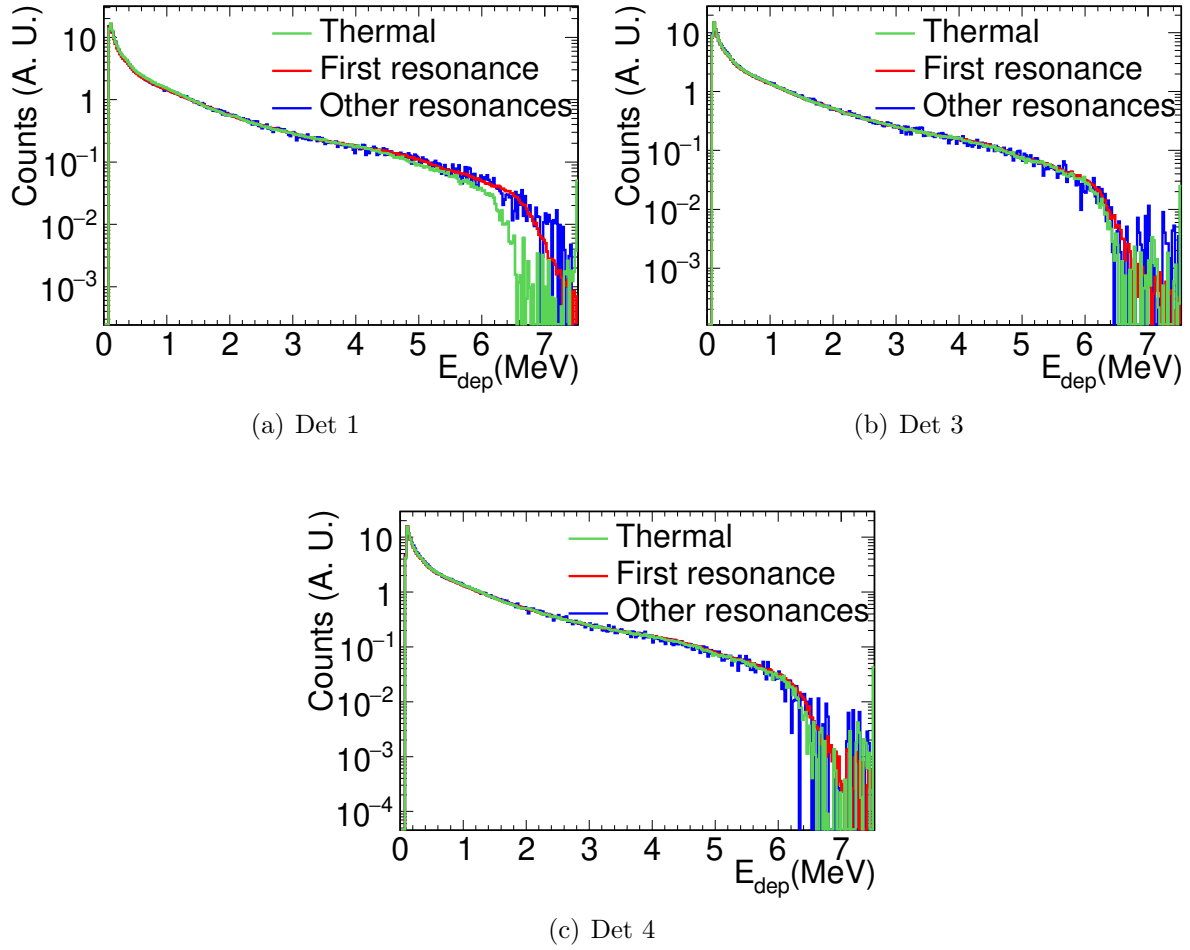 Counts (A. U.)
10
1
10⁻¹
10⁻²
10⁻³
Thermal
First resonance
Other resonances
0 1 2 3 4 5 6 7
E_dep(MeV)
(a) Det 1
Counts (A. U.)
10
1
10⁻¹
10⁻²
10⁻³
Thermal
First resonance
Other resonances
0 1 2 3 4 5 6 7
E_dep(MeV)
(b) Det 3
Counts (A. U.)
10
1
10⁻¹
10⁻²
10⁻³
10⁻⁴
Thermal
First resonance
Other resonances
0 1 2 3 4 5 6 7
E_dep(MeV)
(c) Det 4